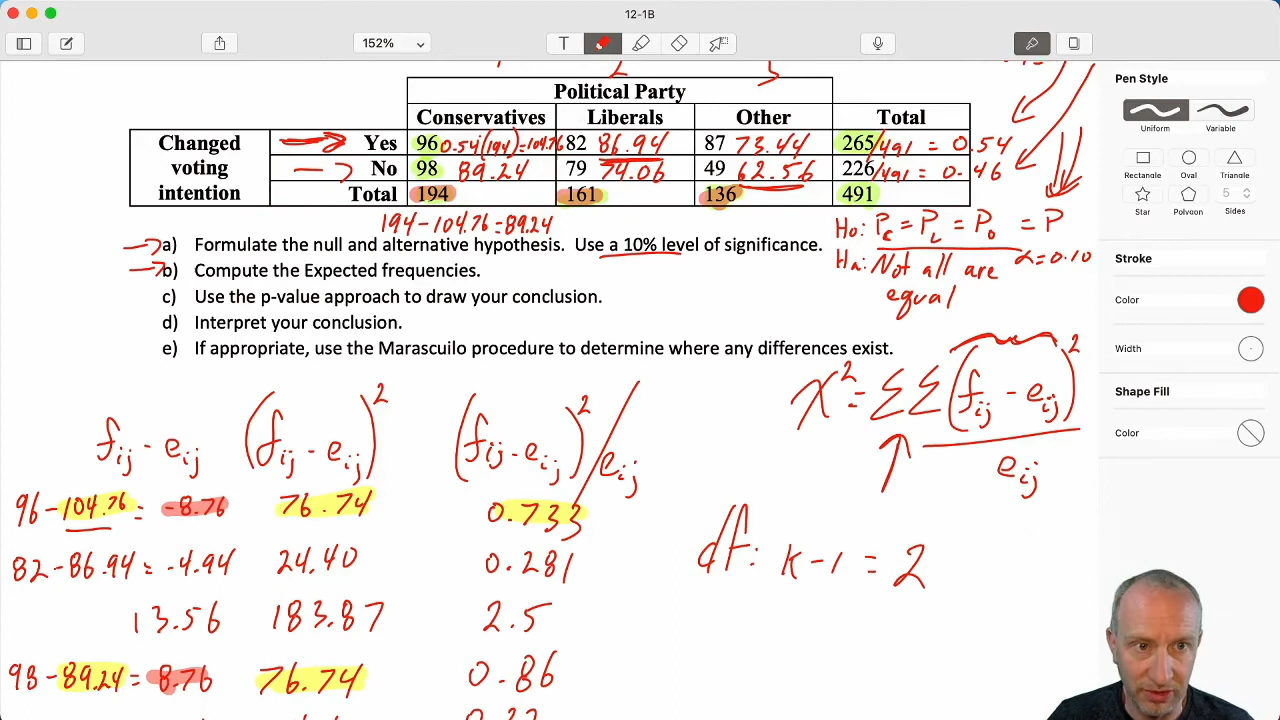 12-1B
152%
T
Pen Style
Uniform Variable
Rectangle Oval Triangle
5
Star Polygon Sides
Stroke
Color
Width
Shape Fill
Color
2 3
Political Party
Conservatives Liberals Other Total
Changed voting intention
Yes 96 0.54(194)=104.76 82 86.94 87 73.44 265/491 = 0.54
No 98 89.24 79 74.06 49 62.56 226/491 = 0.46
Total 194 161 136 491
194-104.76=89.24
Ho: Pc = PL = Po = P
Ha: Not all are equal α=0.10
a) Formulate the null and alternative hypothesis. Use a 10% level of significance.
b) Compute the Expected frequencies.
c) Use the p-value approach to draw your conclusion.
d) Interpret your conclusion.
e) If appropriate, use the Marascuilo procedure to determine where any differences exist.
χ² = ΣΣ (fij - eij)² / eij
fij - eij (fij - eij)² (fij - eij)² / eij
96-104.76 = -8.76 76.74 0.733
82-86.94 = -4.94 24.40 0.281
13.56 183.87 2.5
98-89.24 = 8.76 76.74 0.86
df: k-1 = 2